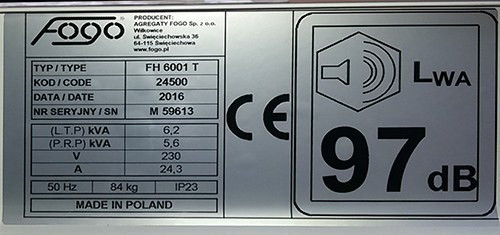 FOGO
PRODUCENT:
AGREGATY FOGO Sp. z o.o.
Wilkowice
ul. Święciechowska 36
64-115 Święciechowa
www.fogo.pl
TYP / TYPE FH 6001 T
KOD / CODE 24500
DATA / DATE 2016
NR SERYJNY / SN M 59613
(L.T.P) kVA 6,2
(P.R.P) kVA 5,6
V 230
A 24,3
50 Hz 84 kg IP23
MADE IN POLAND
CE
LWA
97 dB